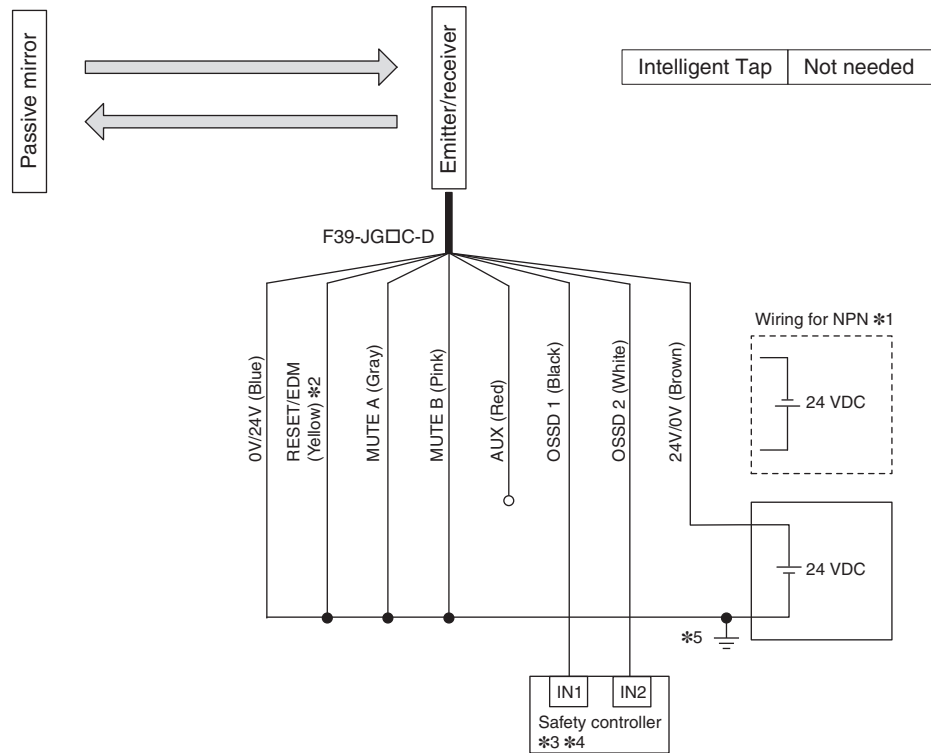 Passive mirror
Emitter/receiver
Intelligent Tap
Not needed
F39-JG□C-D
0V/24V (Blue)
RESET/EDM
(Yellow) ✻2
MUTE A (Gray)
MUTE B (Pink)
AUX (Red)
OSSD 1 (Black)
OSSD 2 (White)
24V/0V (Brown)
Wiring for NPN ✻1
24 VDC
24 VDC
✻5
IN1
IN2
Safety controller
✻3 ✻4